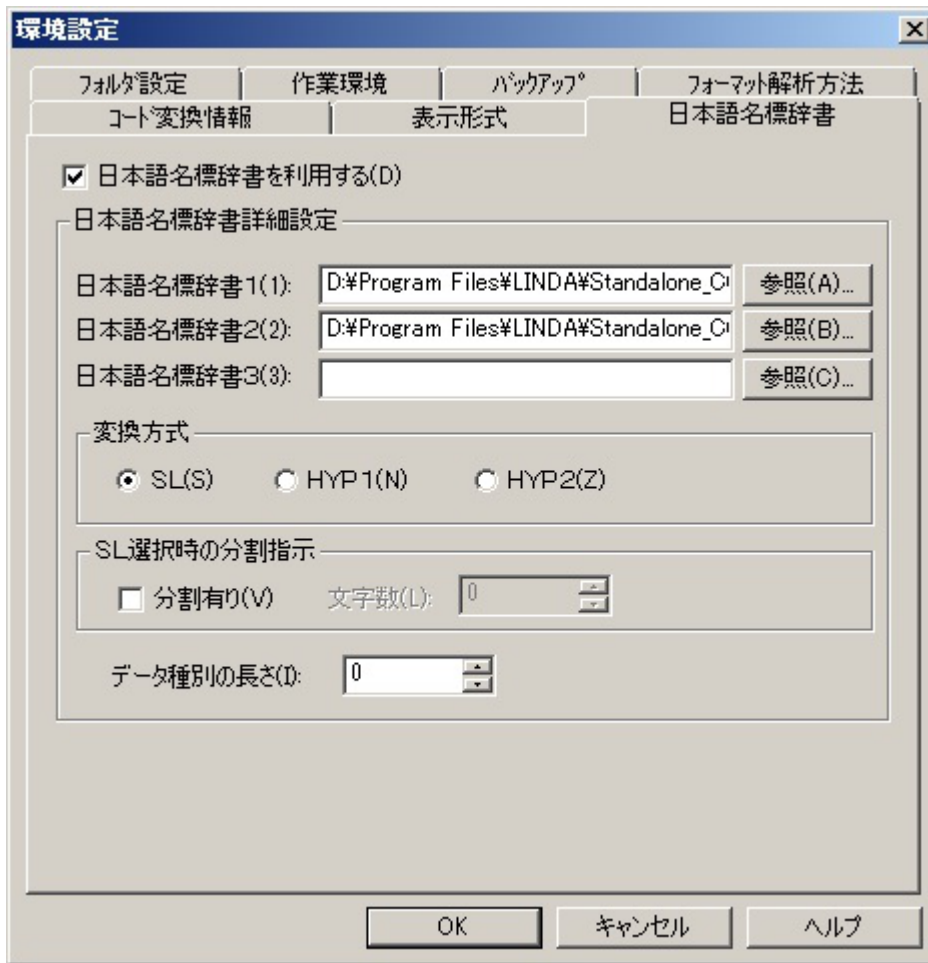 環境設定
フォルダ設定 作業環境 バックアップ フォーマット解析方法
コード変換情報 表示形式 日本語名標辞書
日本語名標辞書を利用する(D)
日本語名標辞書詳細設定
日本語名標辞書1(1): D:¥Program Files¥LINDA¥Standalone_C 参照(A)...
日本語名標辞書2(2): D:¥Program Files¥LINDA¥Standalone_C 参照(B)...
日本語名標辞書3(3): 参照(C)...
変換方式
SL(S) HYP1(N) HYP2(Z)
SL選択時の分割指示
分割有り(V) 文字数(L): 0
データ種別の長さ(I): 0
OK キャンセル ヘルプ